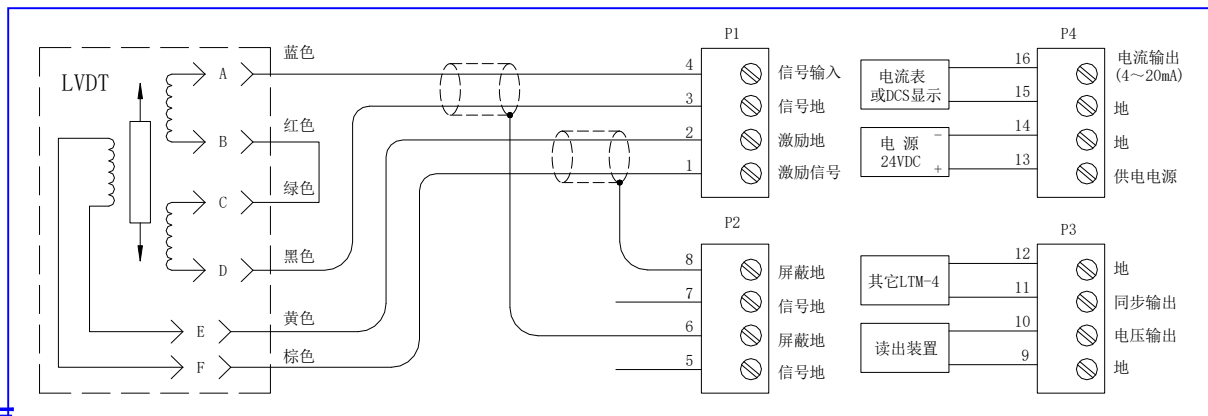 LVDT
A
B
C
D
E
F
蓝色
红色
绿色
黑色
黄色
棕色
P1
4
信号输入
3
信号地
2
激励地
1
激励信号
P2
8
屏蔽地
7
信号地
6
屏蔽地
5
信号地
P4
电流表
或DCS显示
16
电流输出
(4～20mA)
15
地
电 源
24VDC
－
+
14
地
13
供电电源
P3
其它LTM-4
12
地
11
同步输出
读出装置
10
电压输出
9
地